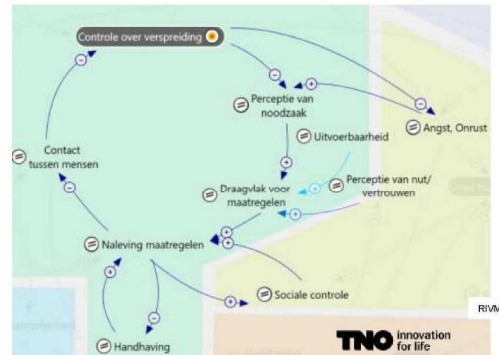 Controle over verspreiding
Perceptie van
noodzaak
Angst, Onrust
Uitvoerbaarheid
Contact
tussen mensen
Perceptie van nut/
vertrouwen
Draagvlak voor
maatregelen
Naleving maatregelen
Sociale controle
RIVM
Handhaving
TNO innovation
for life